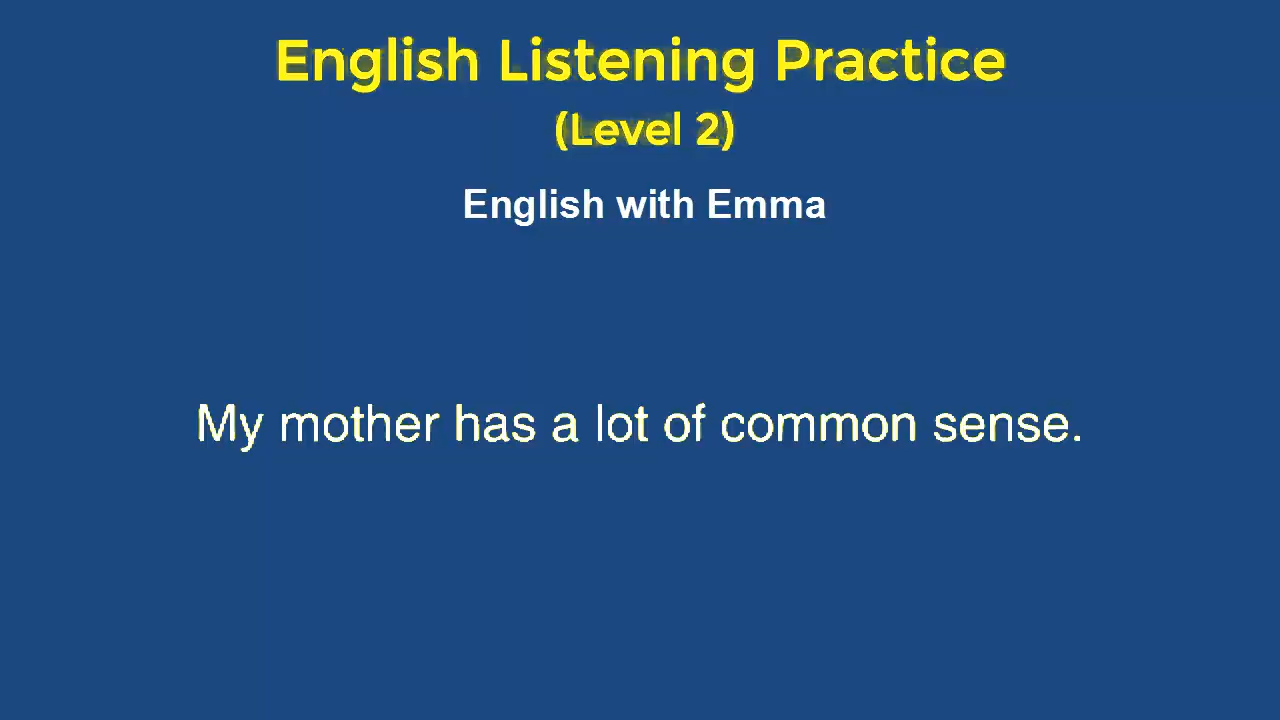 English Listening Practice
(Level 2)
English with Emma
My mother has a lot of common sense.